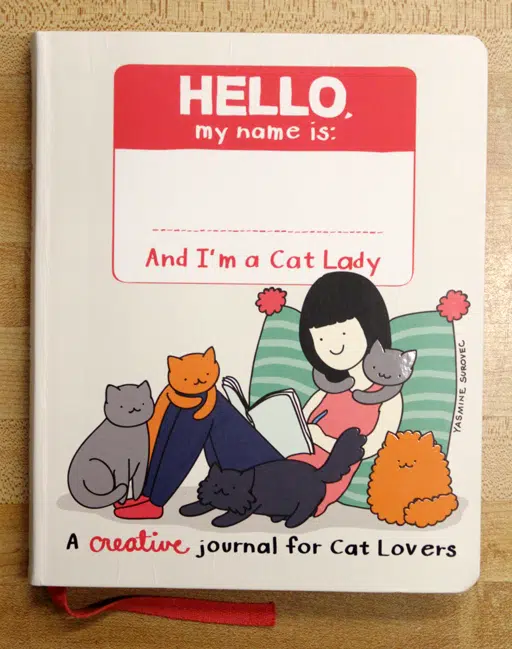 HELLO,
my name is:
And I'm a Cat Lady
YASMINE SUROVEC
A creative journal for Cat Lovers